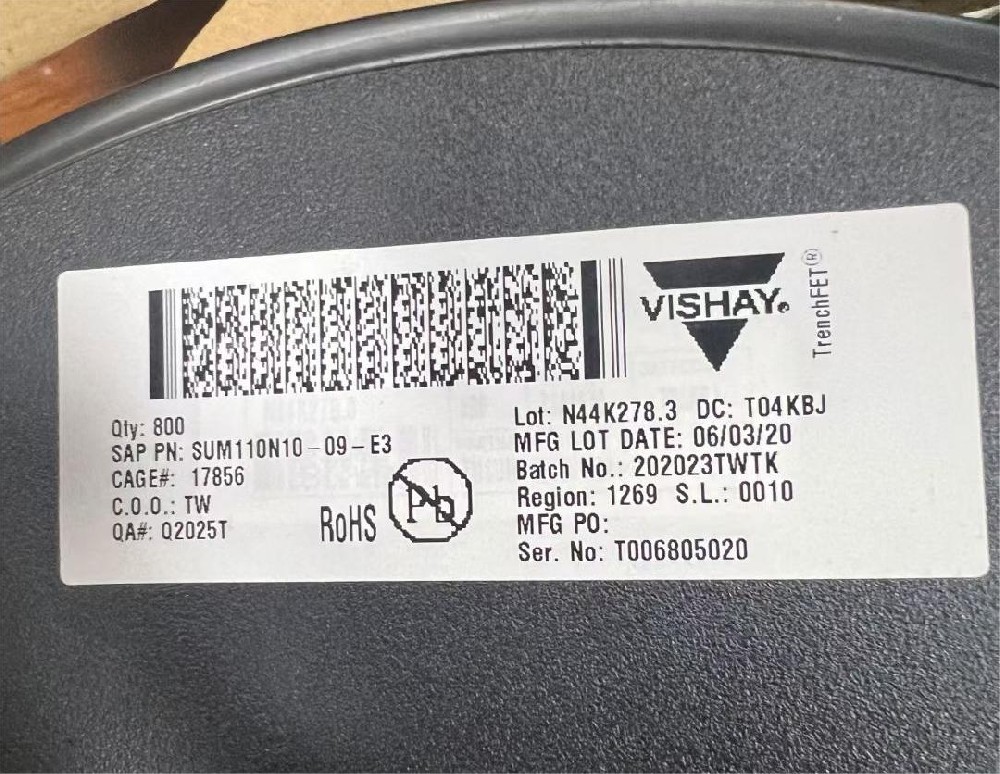 VISHAY®
TrenchFET®
Qty: 800
SAP PN: SUM110N10-09-E3
CAGE#: 17856
C.O.O.: TW
QA#: Q2025T
RoHS
Pb
Lot: N44K278.3 DC: T04KBJ
MFG LOT DATE: 06/03/20
Batch No.: 202023TWTK
Region: 1269 S.L.: 0010
MFG PO:
Ser. No: T006805020